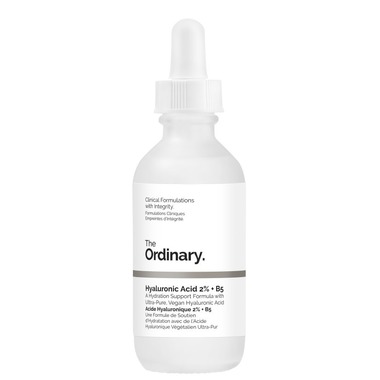 Clinical Formulations
with Integrity.
Formulations Cliniques
Empreintes d'Intégrité.
The
Ordinary.
Hyaluronic Acid 2% + B5
A Hydration Support Formula with
Ultra-Pure, Vegan Hyaluronic Acid
Acide Hyaluronique 2% + B5
Une Formule de Soutien
d'Hydratation avec de l'Acide
Hyaluronique Végétalien Ultra-Pur